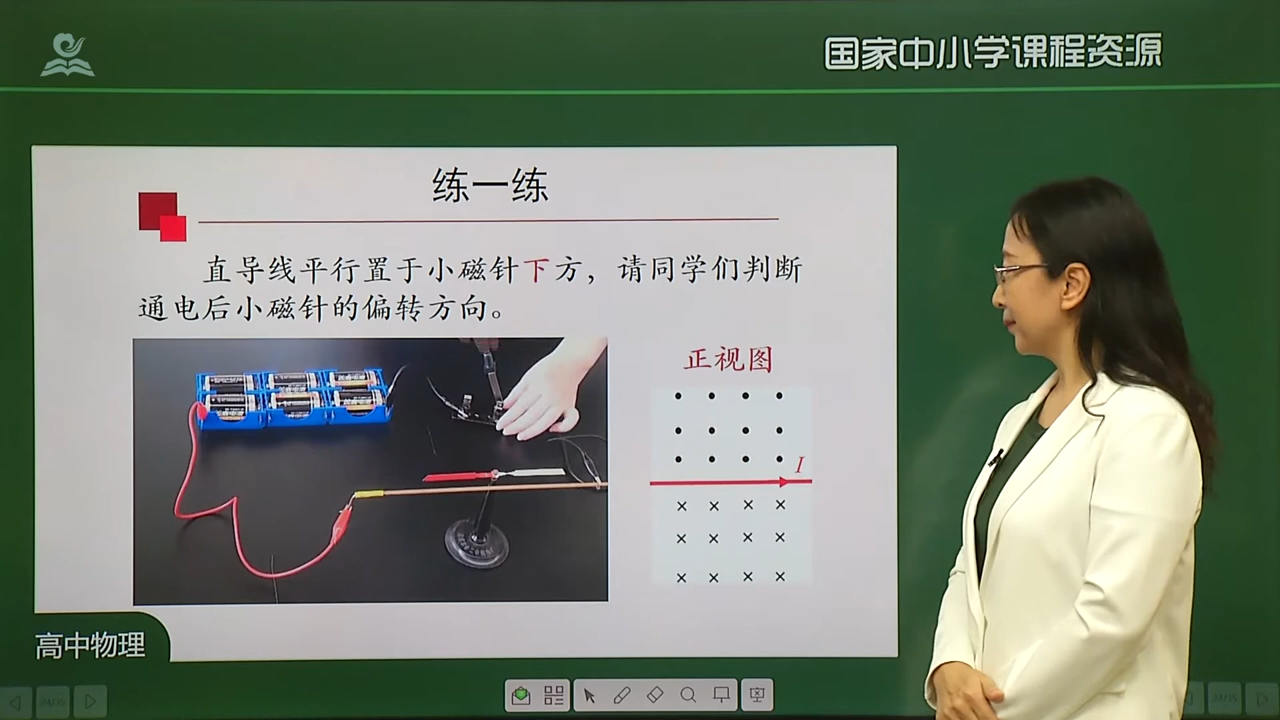 国家中小学课程资源
练一练
直导线平行置于小磁针下方，请同学们判断
通电后小磁针的偏转方向。
正视图
I
高中物理